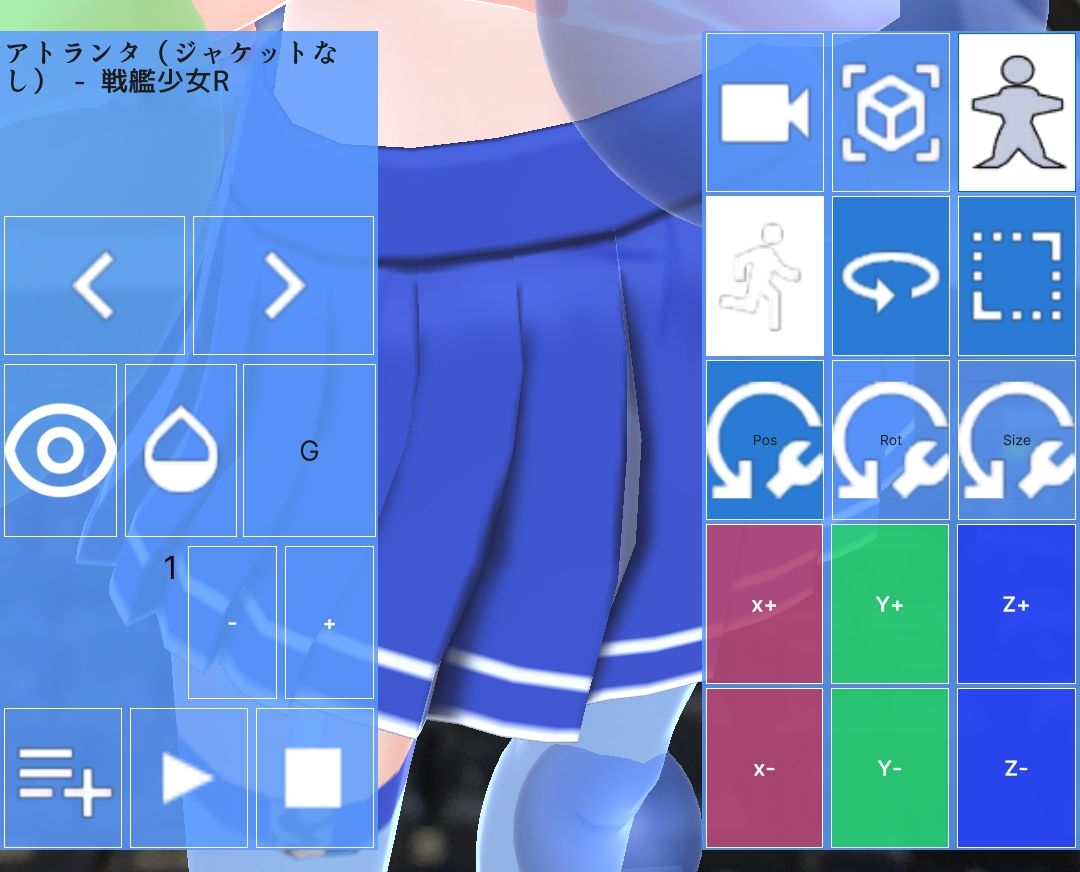 アトランタ（ジャケットな
し） - 戦艦少女R
G
1
-
+
Pos
Rot
Size
x+
Y+
Z+
x-
Y-
Z-